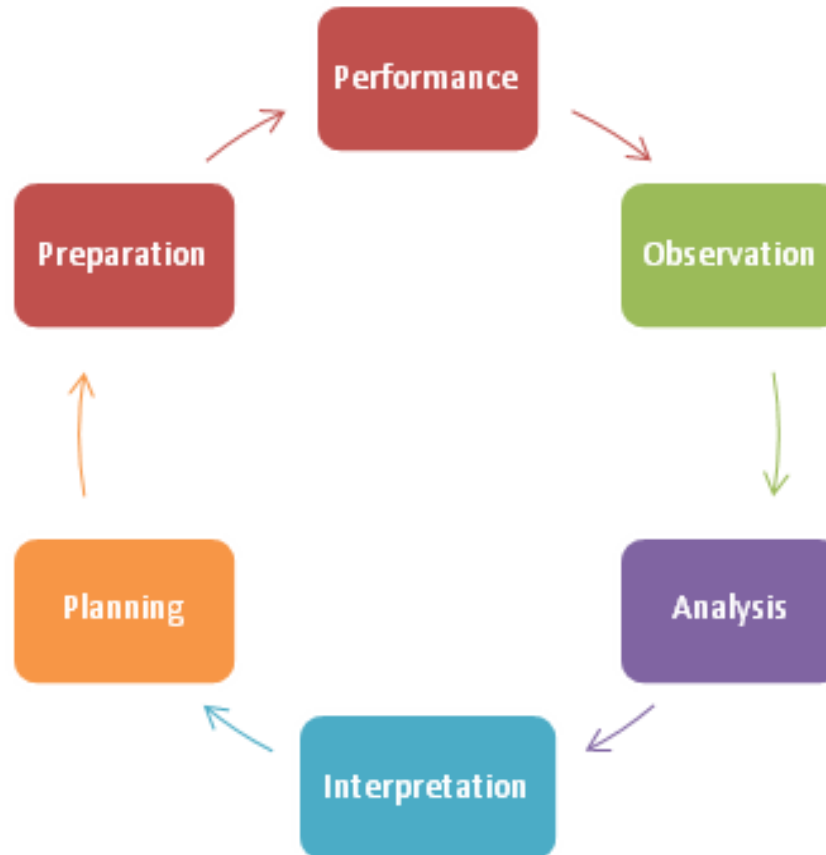 Performance
Observation
Analysis
Interpretation
Planning
Preparation